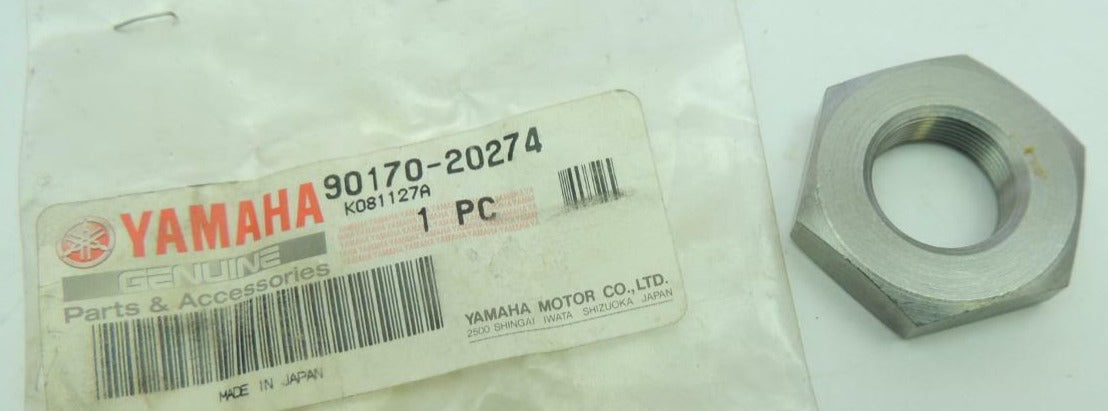 90170-20274
K081127A
YAMAHA
1 PC
GENUINE
Parts & Accessories
YAMAHA MOTOR CO.,LTD.
2500 SHINGAI IWATA SHIZUOKA JAPAN
MADE IN JAPAN